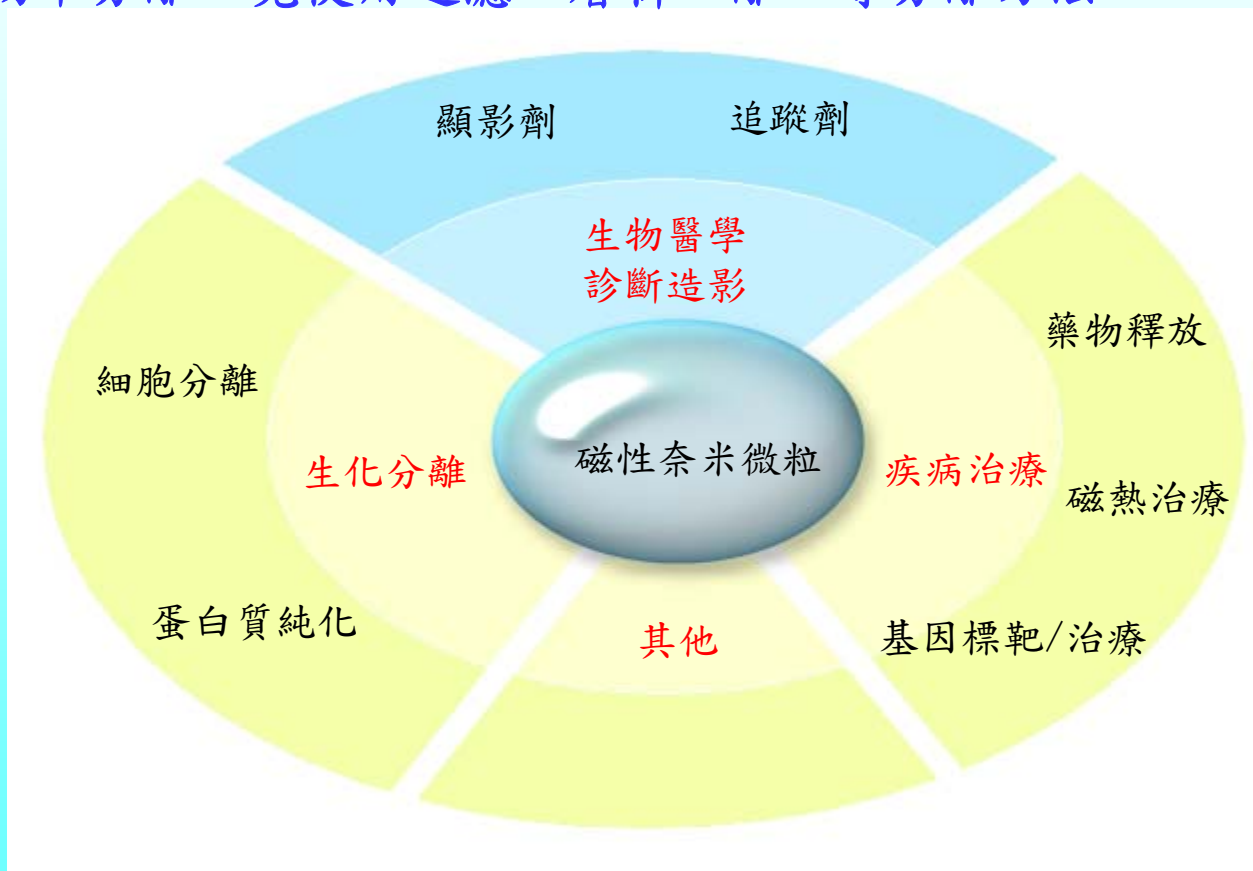 顯影劑 追蹤劑
生物醫學
診斷造影
藥物釋放
細胞分離
磁性奈米微粒
生化分離
疾病治療
磁熱治療
蛋白質純化
其他
基因標靶/治療